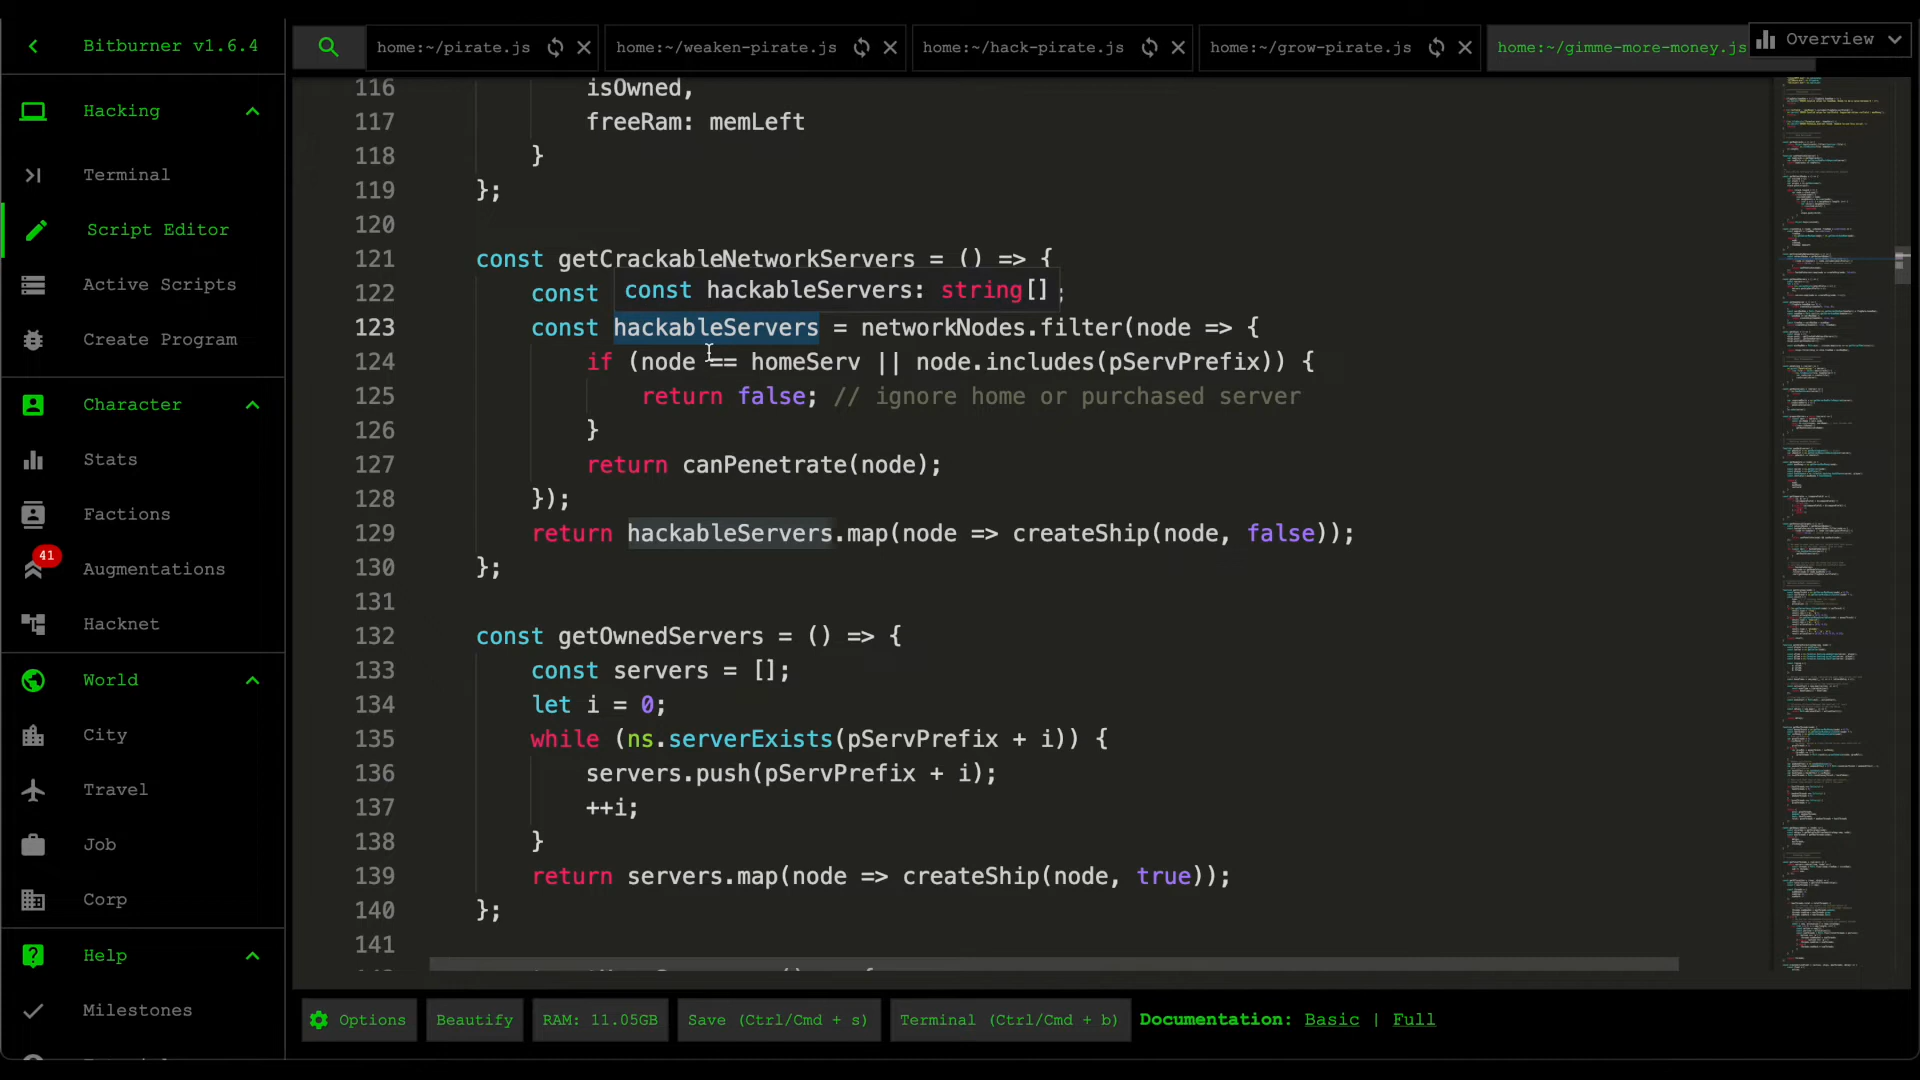 Bitburner v1.6.4
Hacking
Terminal
Script Editor
Active Scripts
Create Program
Character
Stats
Factions
41
Augmentations
Hacknet
World
City
Travel
Job
Corp
Help
Milestones
home:~/pirate.js
home:~/weaken-pirate.js
home:~/hack-pirate.js
home:~/grow-pirate.js
home:~/gimme-more-money.js
Overview
116 isOwned,
117 freeRam: memLeft
118 }
119 };
120
121 const getCrackableNetworkServers = () => {
122 const
const hackableServers: string[]
;
123 const hackableServers = networkNodes.filter(node => {
124 if (node == homeServ || node.includes(pServPrefix)) {
125 return false; // ignore home or purchased server
126 }
127 return canPenetrate(node);
128 });
129 return hackableServers.map(node => createShip(node, false));
130 };
131
132 const getOwnedServers = () => {
133 const servers = [];
134 let i = 0;
135 while (ns.serverExists(pServPrefix + i)) {
136 servers.push(pServPrefix + i);
137 ++i;
138 }
139 return servers.map(node => createShip(node, true));
140 };
141
Options
Beautify
RAM: 11.05GB
Save (Ctrl/Cmd + s)
Terminal (Ctrl/Cmd + b)
Documentation: Basic | Full